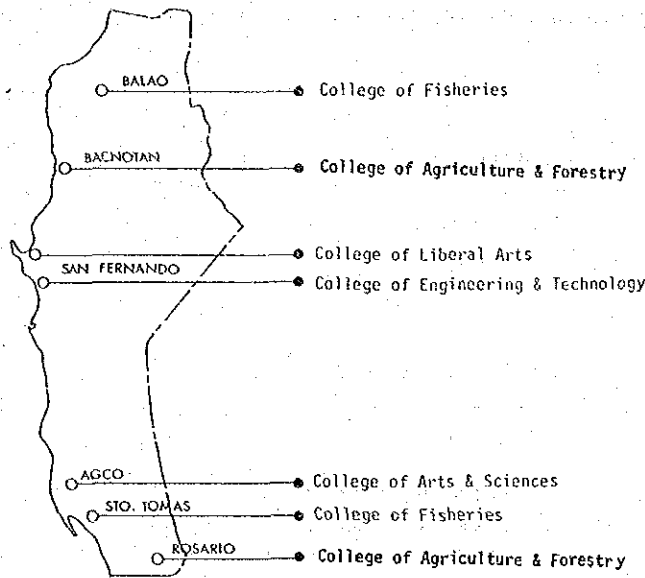 BALAO College of Fisheries
BACNOTAN College of Agriculture & Forestry
College of Liberal Arts
SAN FERNANDO College of Engineering & Technology
AGCO College of Arts & Sciences
STO. TOMAS College of Fisheries
ROSARIO College of Agriculture & Forestry